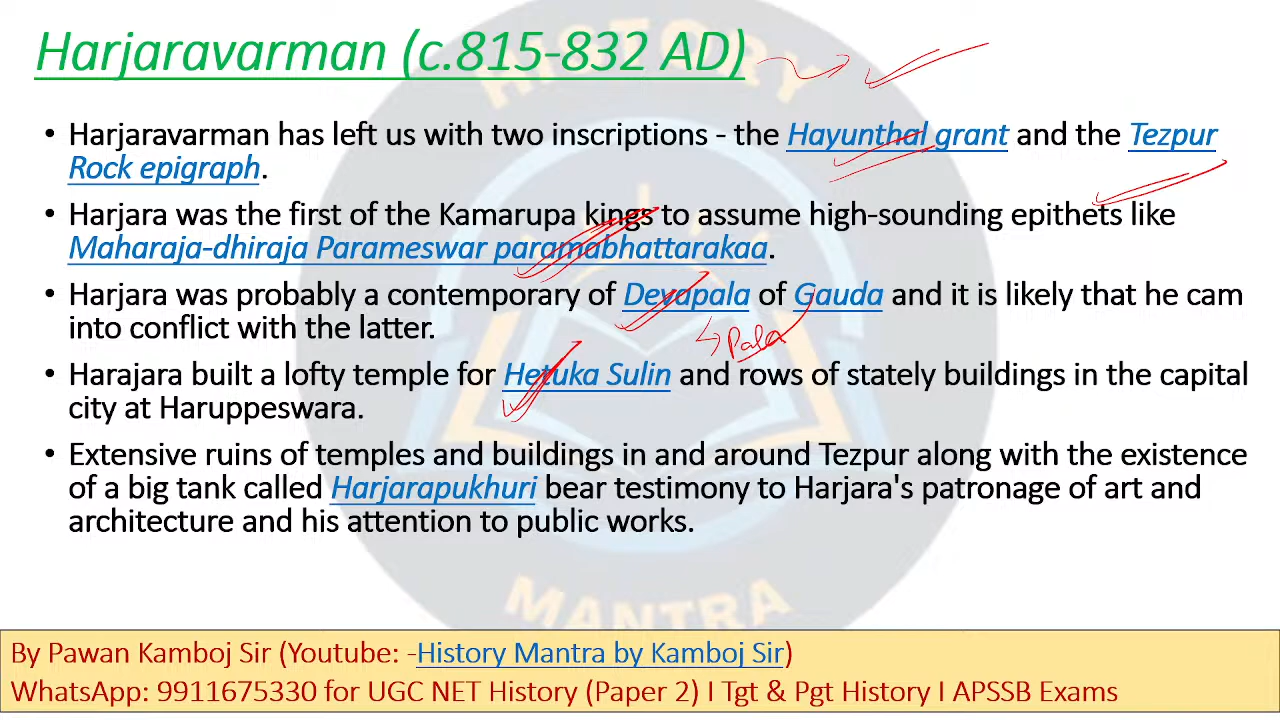 Harjaravarman (c.815-832 AD)
• Harjaravarman has left us with two inscriptions - the Hayunthal grant and the Tezpur
Rock epigraph.
• Harjara was the first of the Kamarupa kings to assume high-sounding epithets like
Maharaja-dhiraja Parameswar paramabhattarakaa.
• Harjara was probably a contemporary of Devapala of Gauda and it is likely that he cam
into conflict with the latter.
Pala
• Harajara built a lofty temple for Hetuka Sulin and rows of stately buildings in the capital
city at Haruppeswara.
• Extensive ruins of temples and buildings in and around Tezpur along with the existence
of a big tank called Harjarapukhuri bear testimony to Harjara's patronage of art and
architecture and his attention to public works.
HISTORY
MANTRA
By Pawan Kamboj Sir (Youtube: -History Mantra by Kamboj Sir)
WhatsApp: 9911675330 for UGC NET History (Paper 2) I Tgt & Pgt History I APSSB Exams